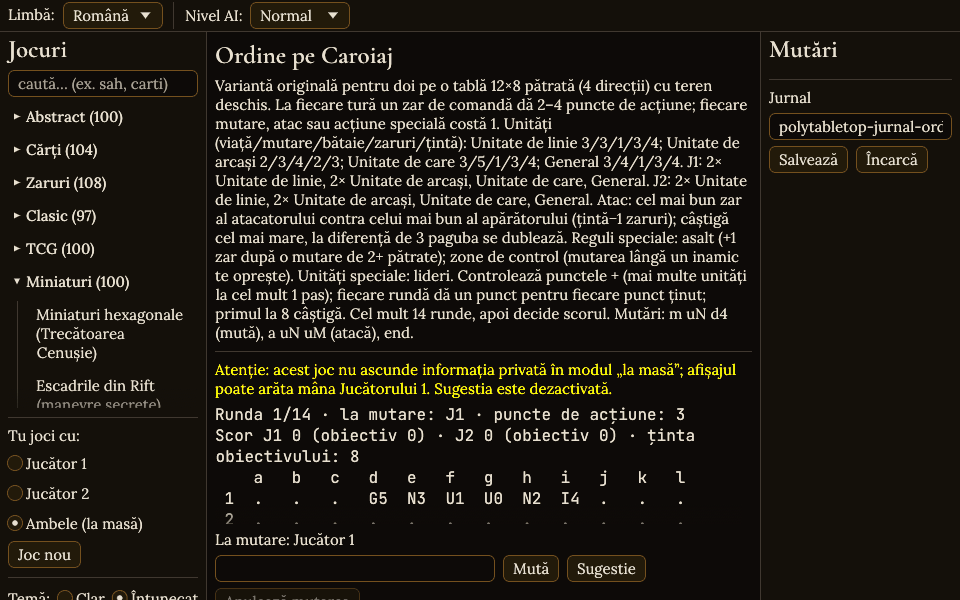 Limbă: Română ▼ Nivel AI: Normal ▼
Jocuri
caută... (ex. sah, carti)
▸ Abstract (100)
▸ Cărți (104)
▸ Zaruri (108)
▸ Clasic (97)
▸ TCG (100)
▾ Miniaturi (100)
Miniaturi hexagonale
(Trecătoarea
Cenușie)
Escadrile din Rift
(manevre secrete)
Tu joci cu:
Jucător 1
Jucător 2
Ambele (la masă)
Joc nou
Temă: Clar Întunecat
Ordine pe Caroiaj
Variantă originală pentru doi pe o tablă 12×8 pătrată (4 direcții) cu teren
deschis. La fiecare tură un zar de comandă dă 2–4 puncte de acțiune; fiecare
mutare, atac sau acțiune specială costă 1. Unități
(viață/mutare/bătaie/zaruri/țintă): Unitate de linie 3/3/1/3/4; Unitate de
arcași 2/3/4/2/3; Unitate de care 3/5/1/3/4; General 3/4/1/3/4. J1: 2×
Unitate de linie, 2× Unitate de arcași, Unitate de care, General. J2: 2× Unitate
de linie, 2× Unitate de arcași, Unitate de care, General. Atac: cel mai bun zar
al atacatorului contra celui mai bun al apărătorului (țintă−1 zaruri); câștigă
cel mai mare, la diferență de 3 paguba se dublează. Reguli speciale: asalt (+1
zar după o mutare de 2+ pătrate); zone de control (mutarea lângă un inamic
te oprește). Unități speciale: lideri. Controlează punctele + (mai multe unități
la cel mult 1 pas); fiecare rundă dă un punct pentru fiecare punct ținut;
primul la 8 câștigă. Cel mult 14 runde, apoi decide scorul. Mutări: m uN d4
(mută), a uN uM (atacă), end.
Atenție: acest joc nu ascunde informația privată în modul „la masă”; afișajul
poate arăta mâna Jucătorului 1. Sugestia este dezactivată.
Runda 1/14 · la mutare: J1 · puncte de acțiune: 3
Scor J1 0 (obiectiv 0) · J2 0 (obiectiv 0) · ținta
obiectivului: 8
a b c d e f g h i j k l
1 . . . G5 N3 U1 U0 N2 I4 . . .
2 . . . . . . . . . . . .
La mutare: Jucător 1
Mută Sugestie
Anulează mutarea
Mutări
Jurnal
polytabletop-jurnal-ord
Salvează Încarcă